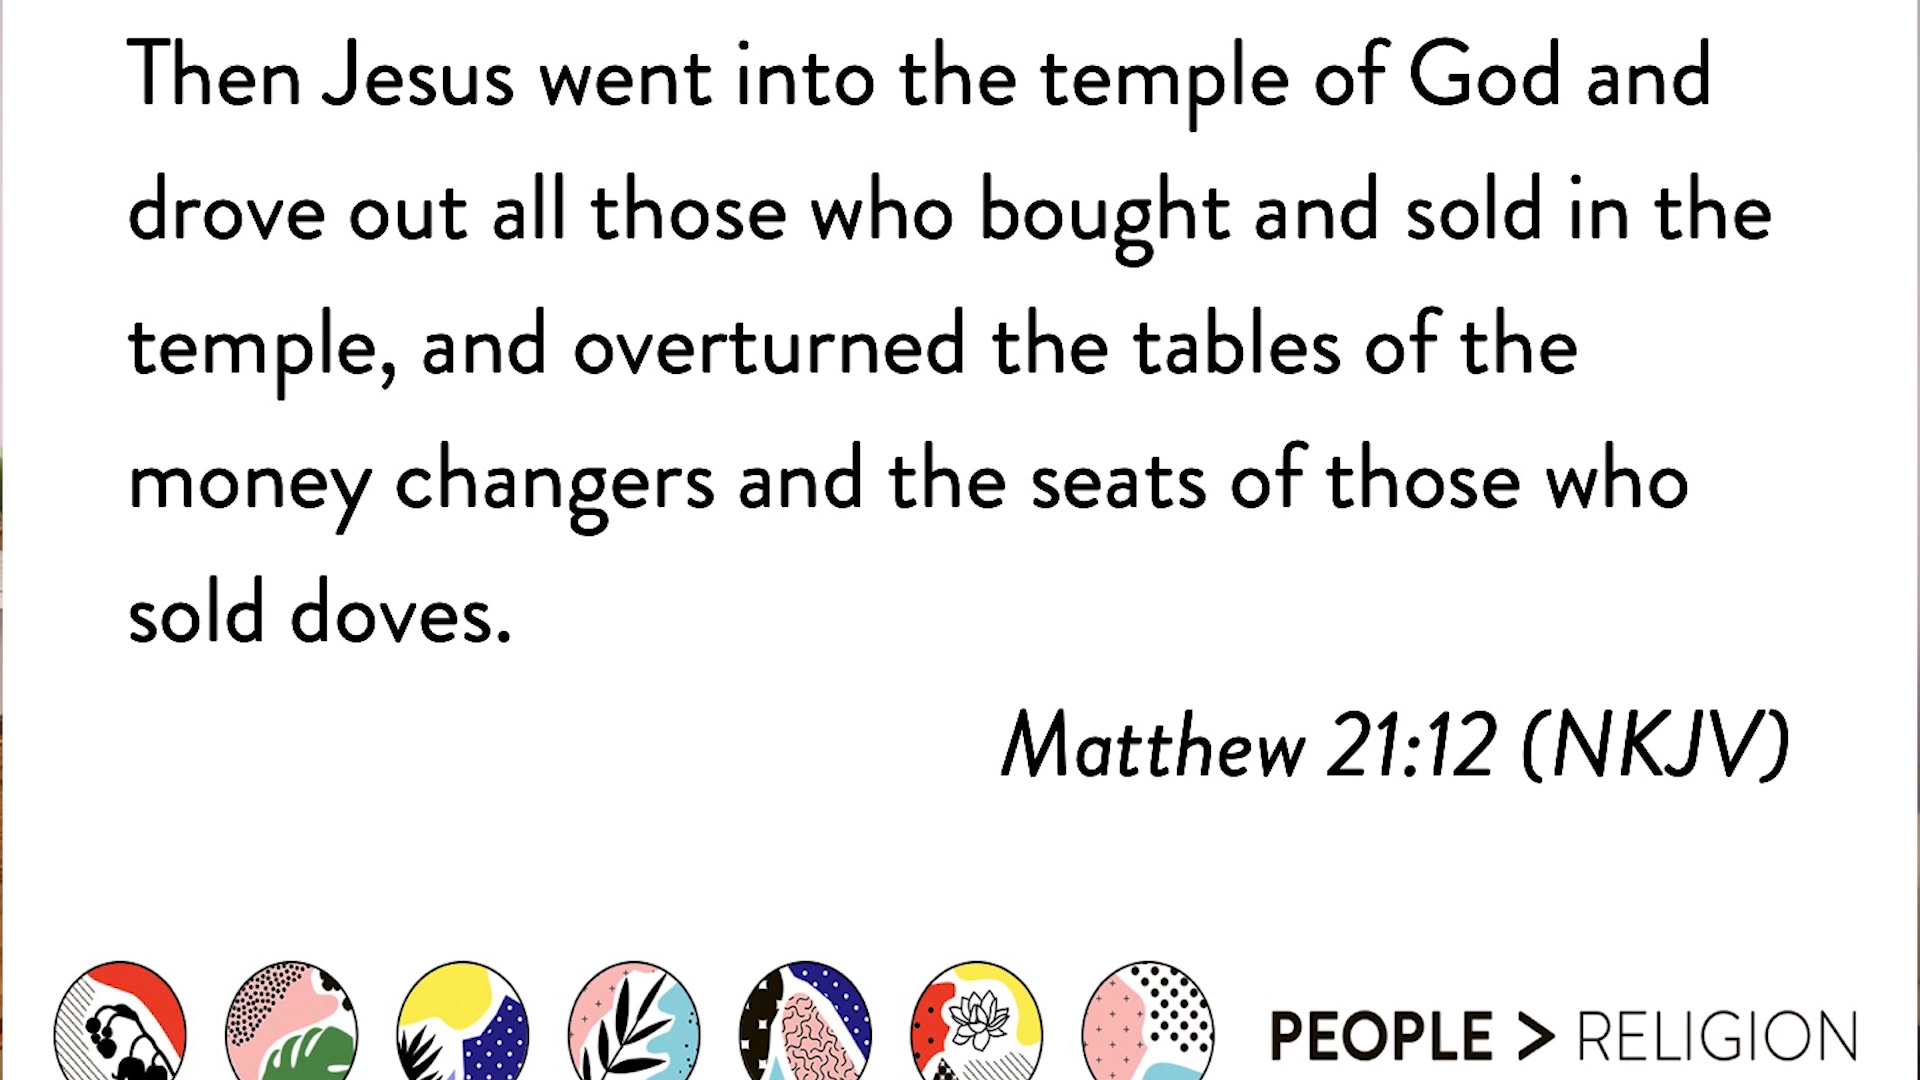 Then Jesus went into the temple of God and
drove out all those who bought and sold in the
temple, and overturned the tables of the
money changers and the seats of those who
sold doves.
Matthew 21:12 (NKJV)
PEOPLE > RELIGION